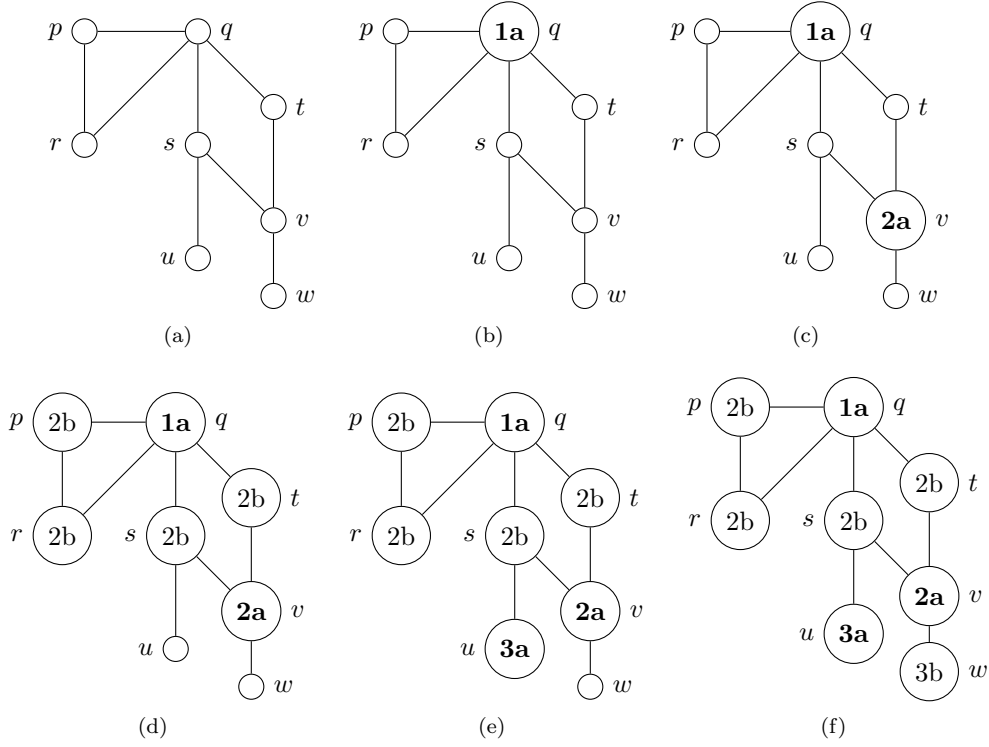 p q
t
r s
v
u
w
(a)
p 1a q
t
r s
v
u
w
(b)
p 1a q
t
r s
2a v
u
w
(c)
p 2b 1a q
2b t
r 2b s 2b
2a v
u
w
(d)
p 2b 1a q
2b t
r 2b s 2b
2a v
u 3a
w
(e)
p 2b 1a q
2b t
r 2b s 2b
2a v
u 3a
3b w
(f)